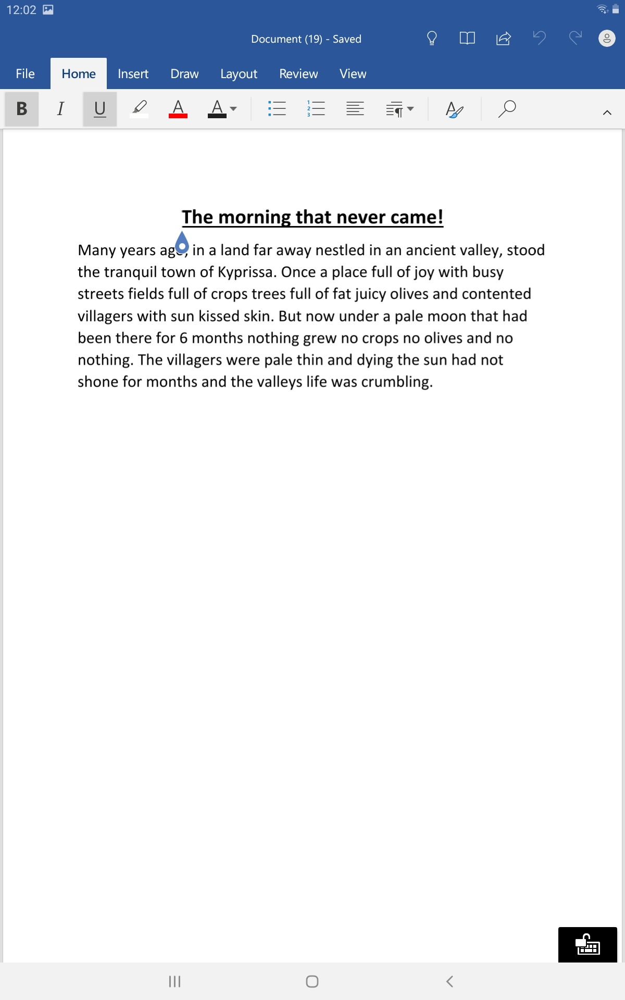 12:02
Document (19) - Saved
File Home Insert Draw Layout Review View
B I U A A A
The morning that never came!
Many years ago, in a land far away nestled in an ancient valley, stood
the tranquil town of Kyprissa. Once a place full of joy with busy
streets fields full of crops trees full of fat juicy olives and contented
villagers with sun kissed skin. But now under a pale moon that had
been there for 6 months nothing grew no crops no olives and no
nothing. The villagers were pale thin and dying the sun had not
shone for months and the valleys life was crumbling.